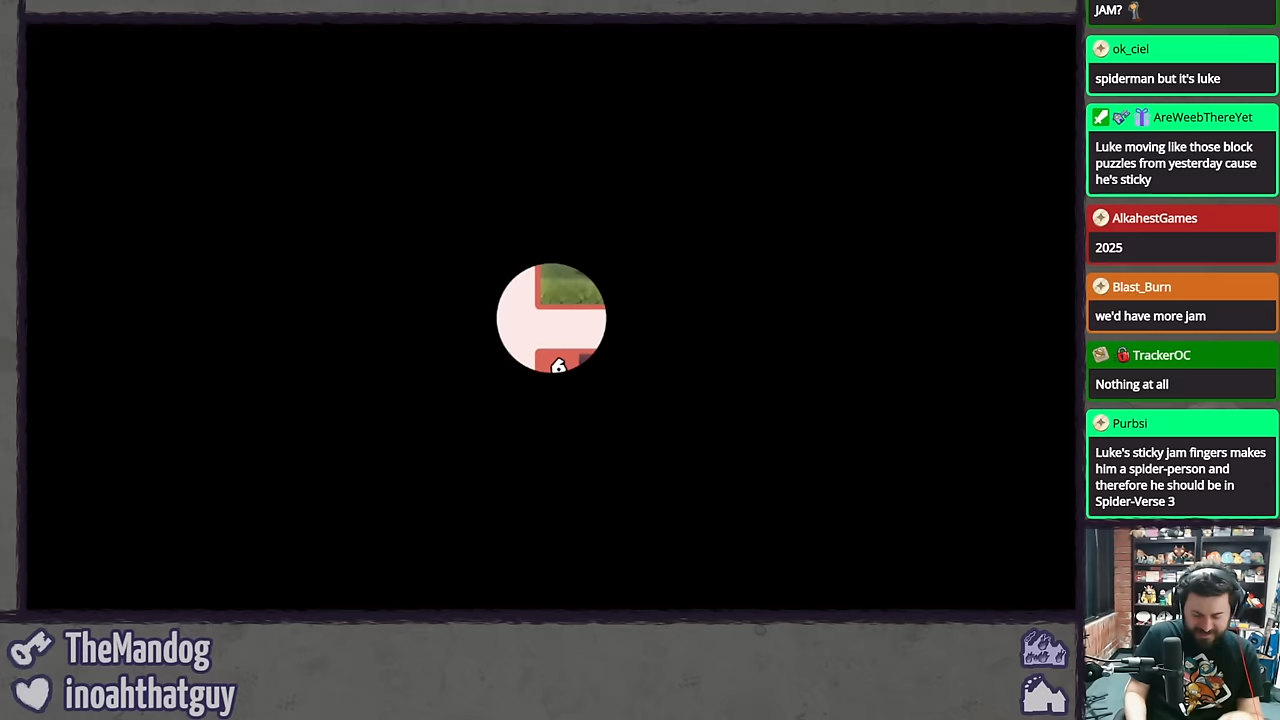 JAM?
ok_ciel
spiderman but it's luke
AreWeebThereYet
Luke moving like those block
puzzles from yesterday cause
he's sticky
AlkahestGames
2025
Blast_Burn
we'd have more jam
TrackerOC
Nothing at all
Purbsi
Luke's sticky jam fingers makes
him a spider-person and
therefore he should be in
Spider-Verse 3
TheMandog
inoahthatguy